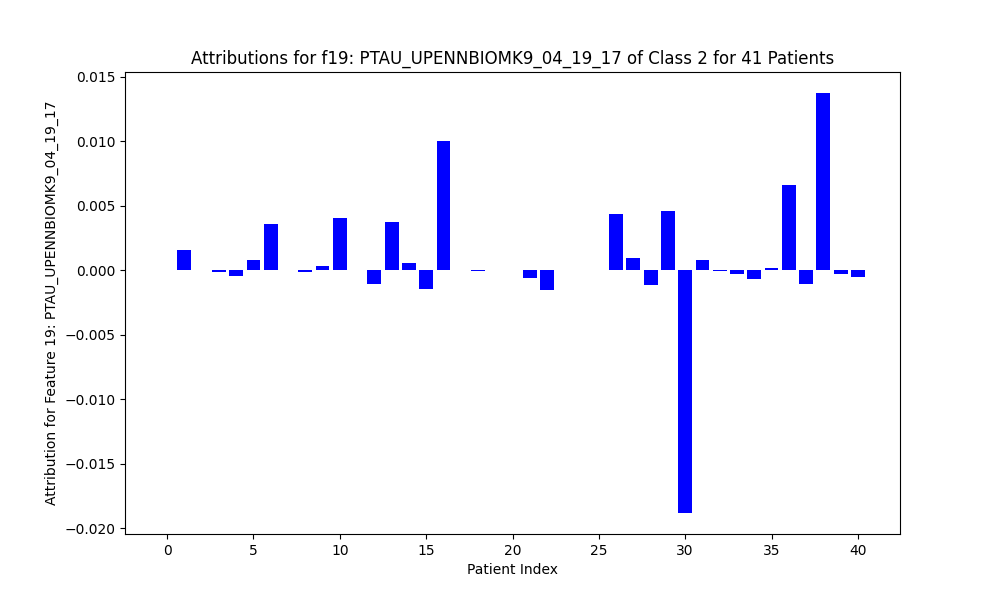 Attributions for f19: PTAU_UPENNBIOMK9_04_19_17 of Class 2 for 41 Patients
Attribution for Feature 19: PTAU_UPENNBIOMK9_04_19_17
0.015
0.010
0.005
0.000
−0.005
−0.010
−0.015
−0.020
0 5 10 15 20 25 30 35 40
Patient Index